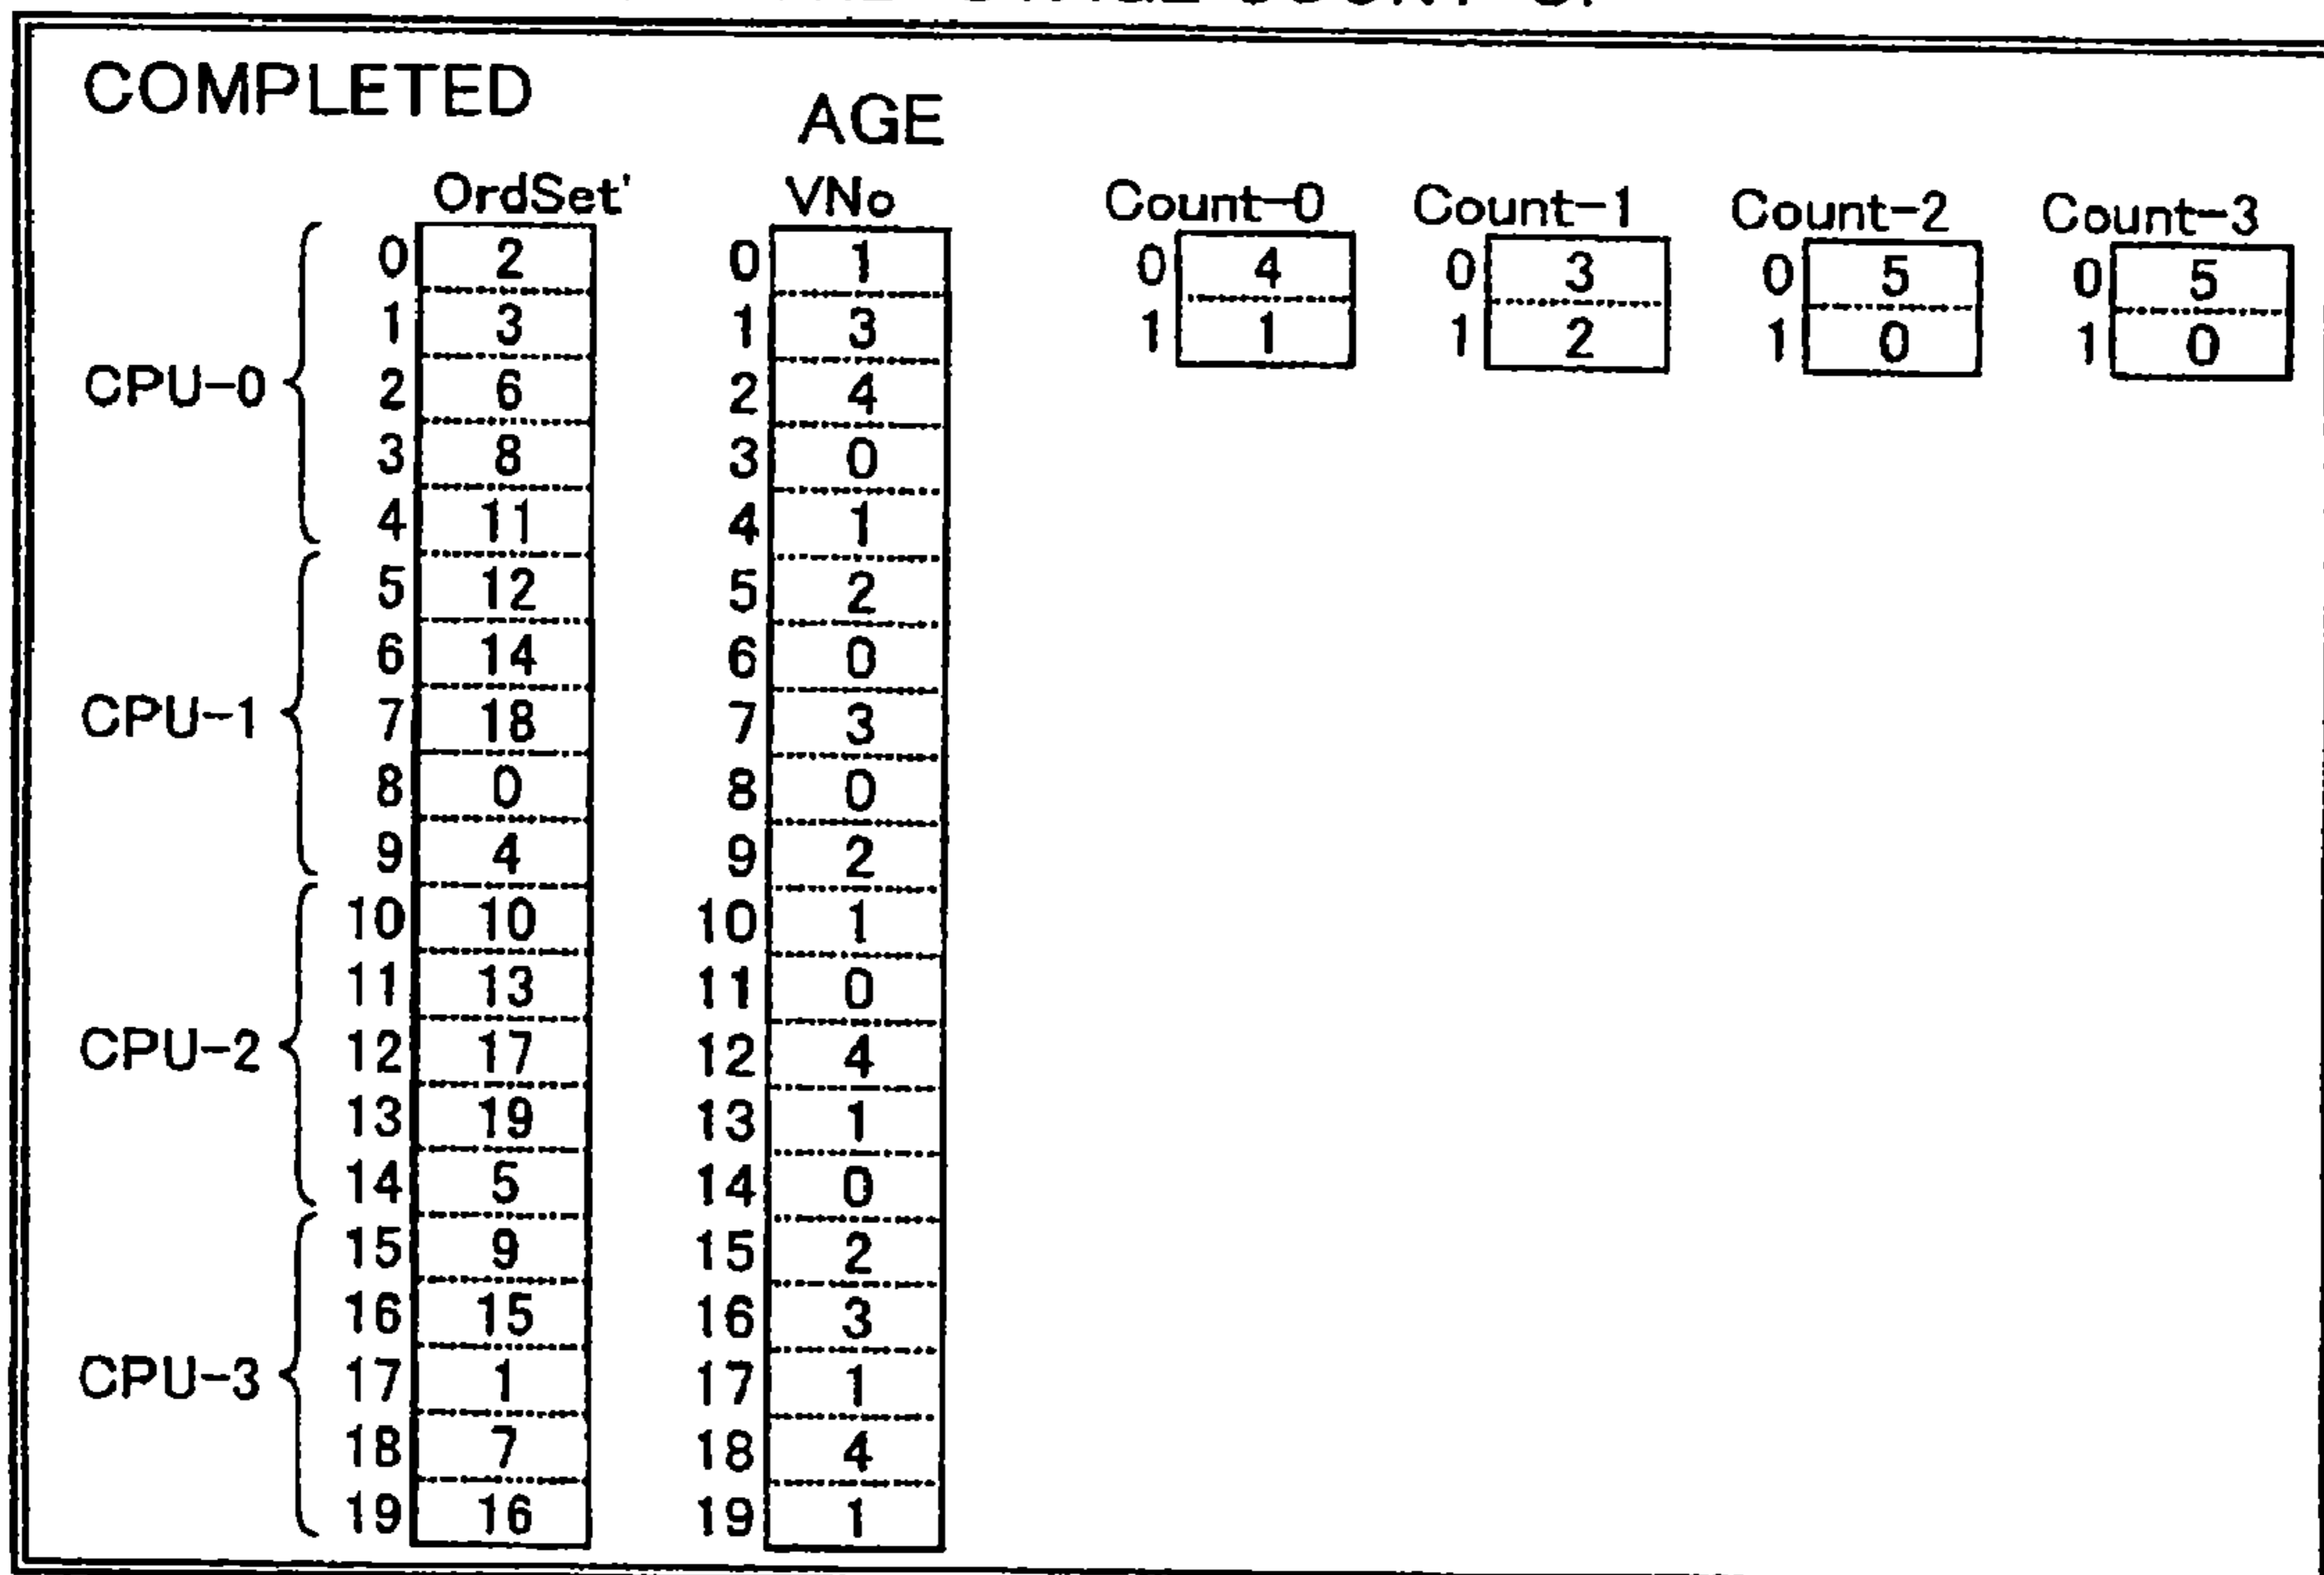 COMPLETED
AGE
OrdSet' VNo Count-0 Count-1 Count-2 Count-3
0 2 0 1 0 4 0 3 0 5 0 5
1 3 1 3 1 1 1 2 1 0 1 0
CPU-0 2 6 2 4
3 8 3 0
4 11 4 1
5 12 5 2
6 14 6 0
CPU-1 7 18 7 3
8 0 8 0
9 4 9 2
10 10 10 1
11 13 11 0
CPU-2 12 17 12 4
13 19 13 1
14 5 14 0
15 9 15 2
16 15 16 3
CPU-3 17 1 17 1
18 7 18 4
19 16 19 1